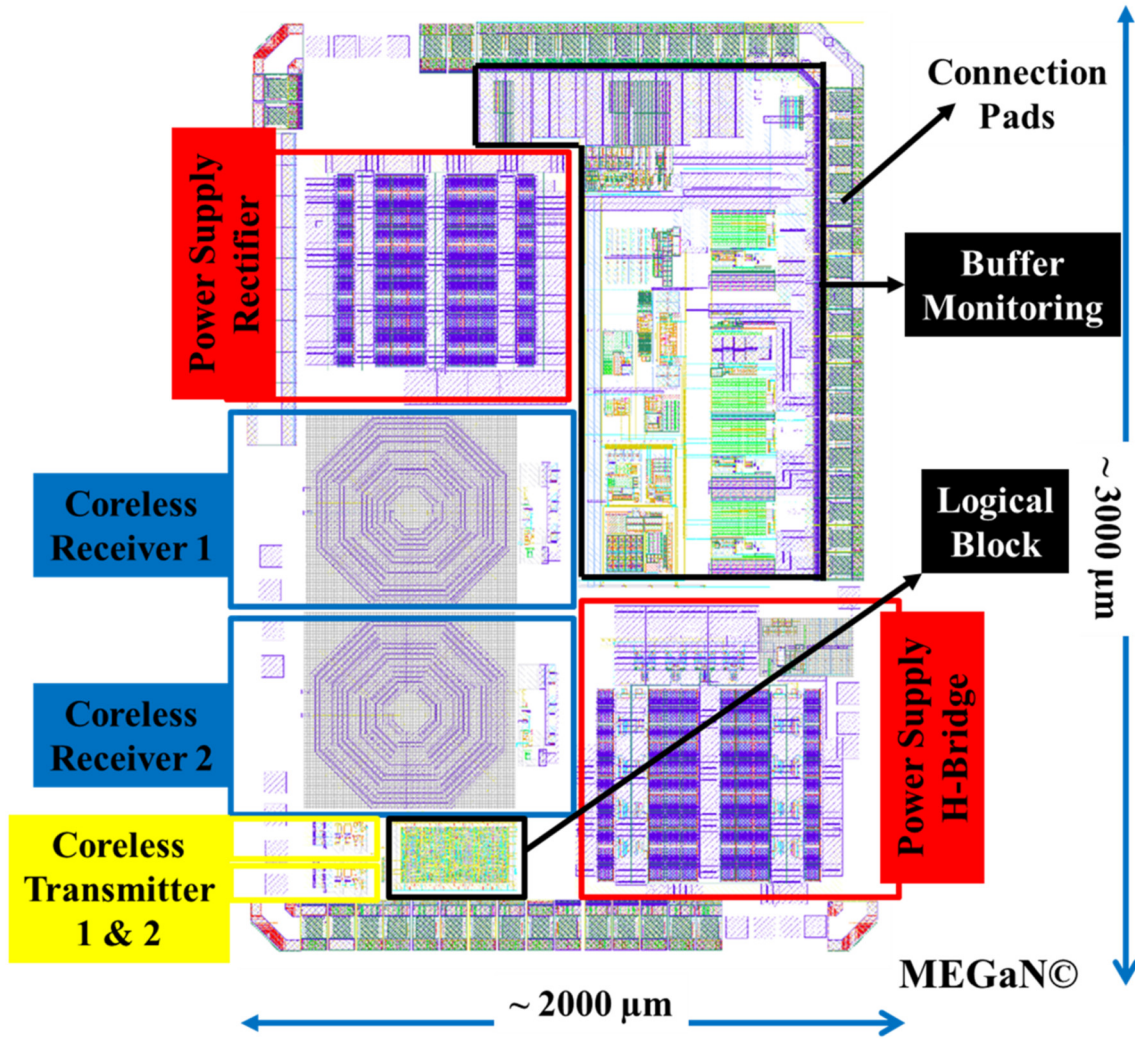 Connection
Pads
Power Supply
Rectifier
Buffer
Monitoring
Coreless
Receiver 1
Logical
Block
~ 3000 µm
Coreless
Receiver 2
Power Supply
H-Bridge
Coreless
Transmitter
1 & 2
MEGaN©
~ 2000 µm